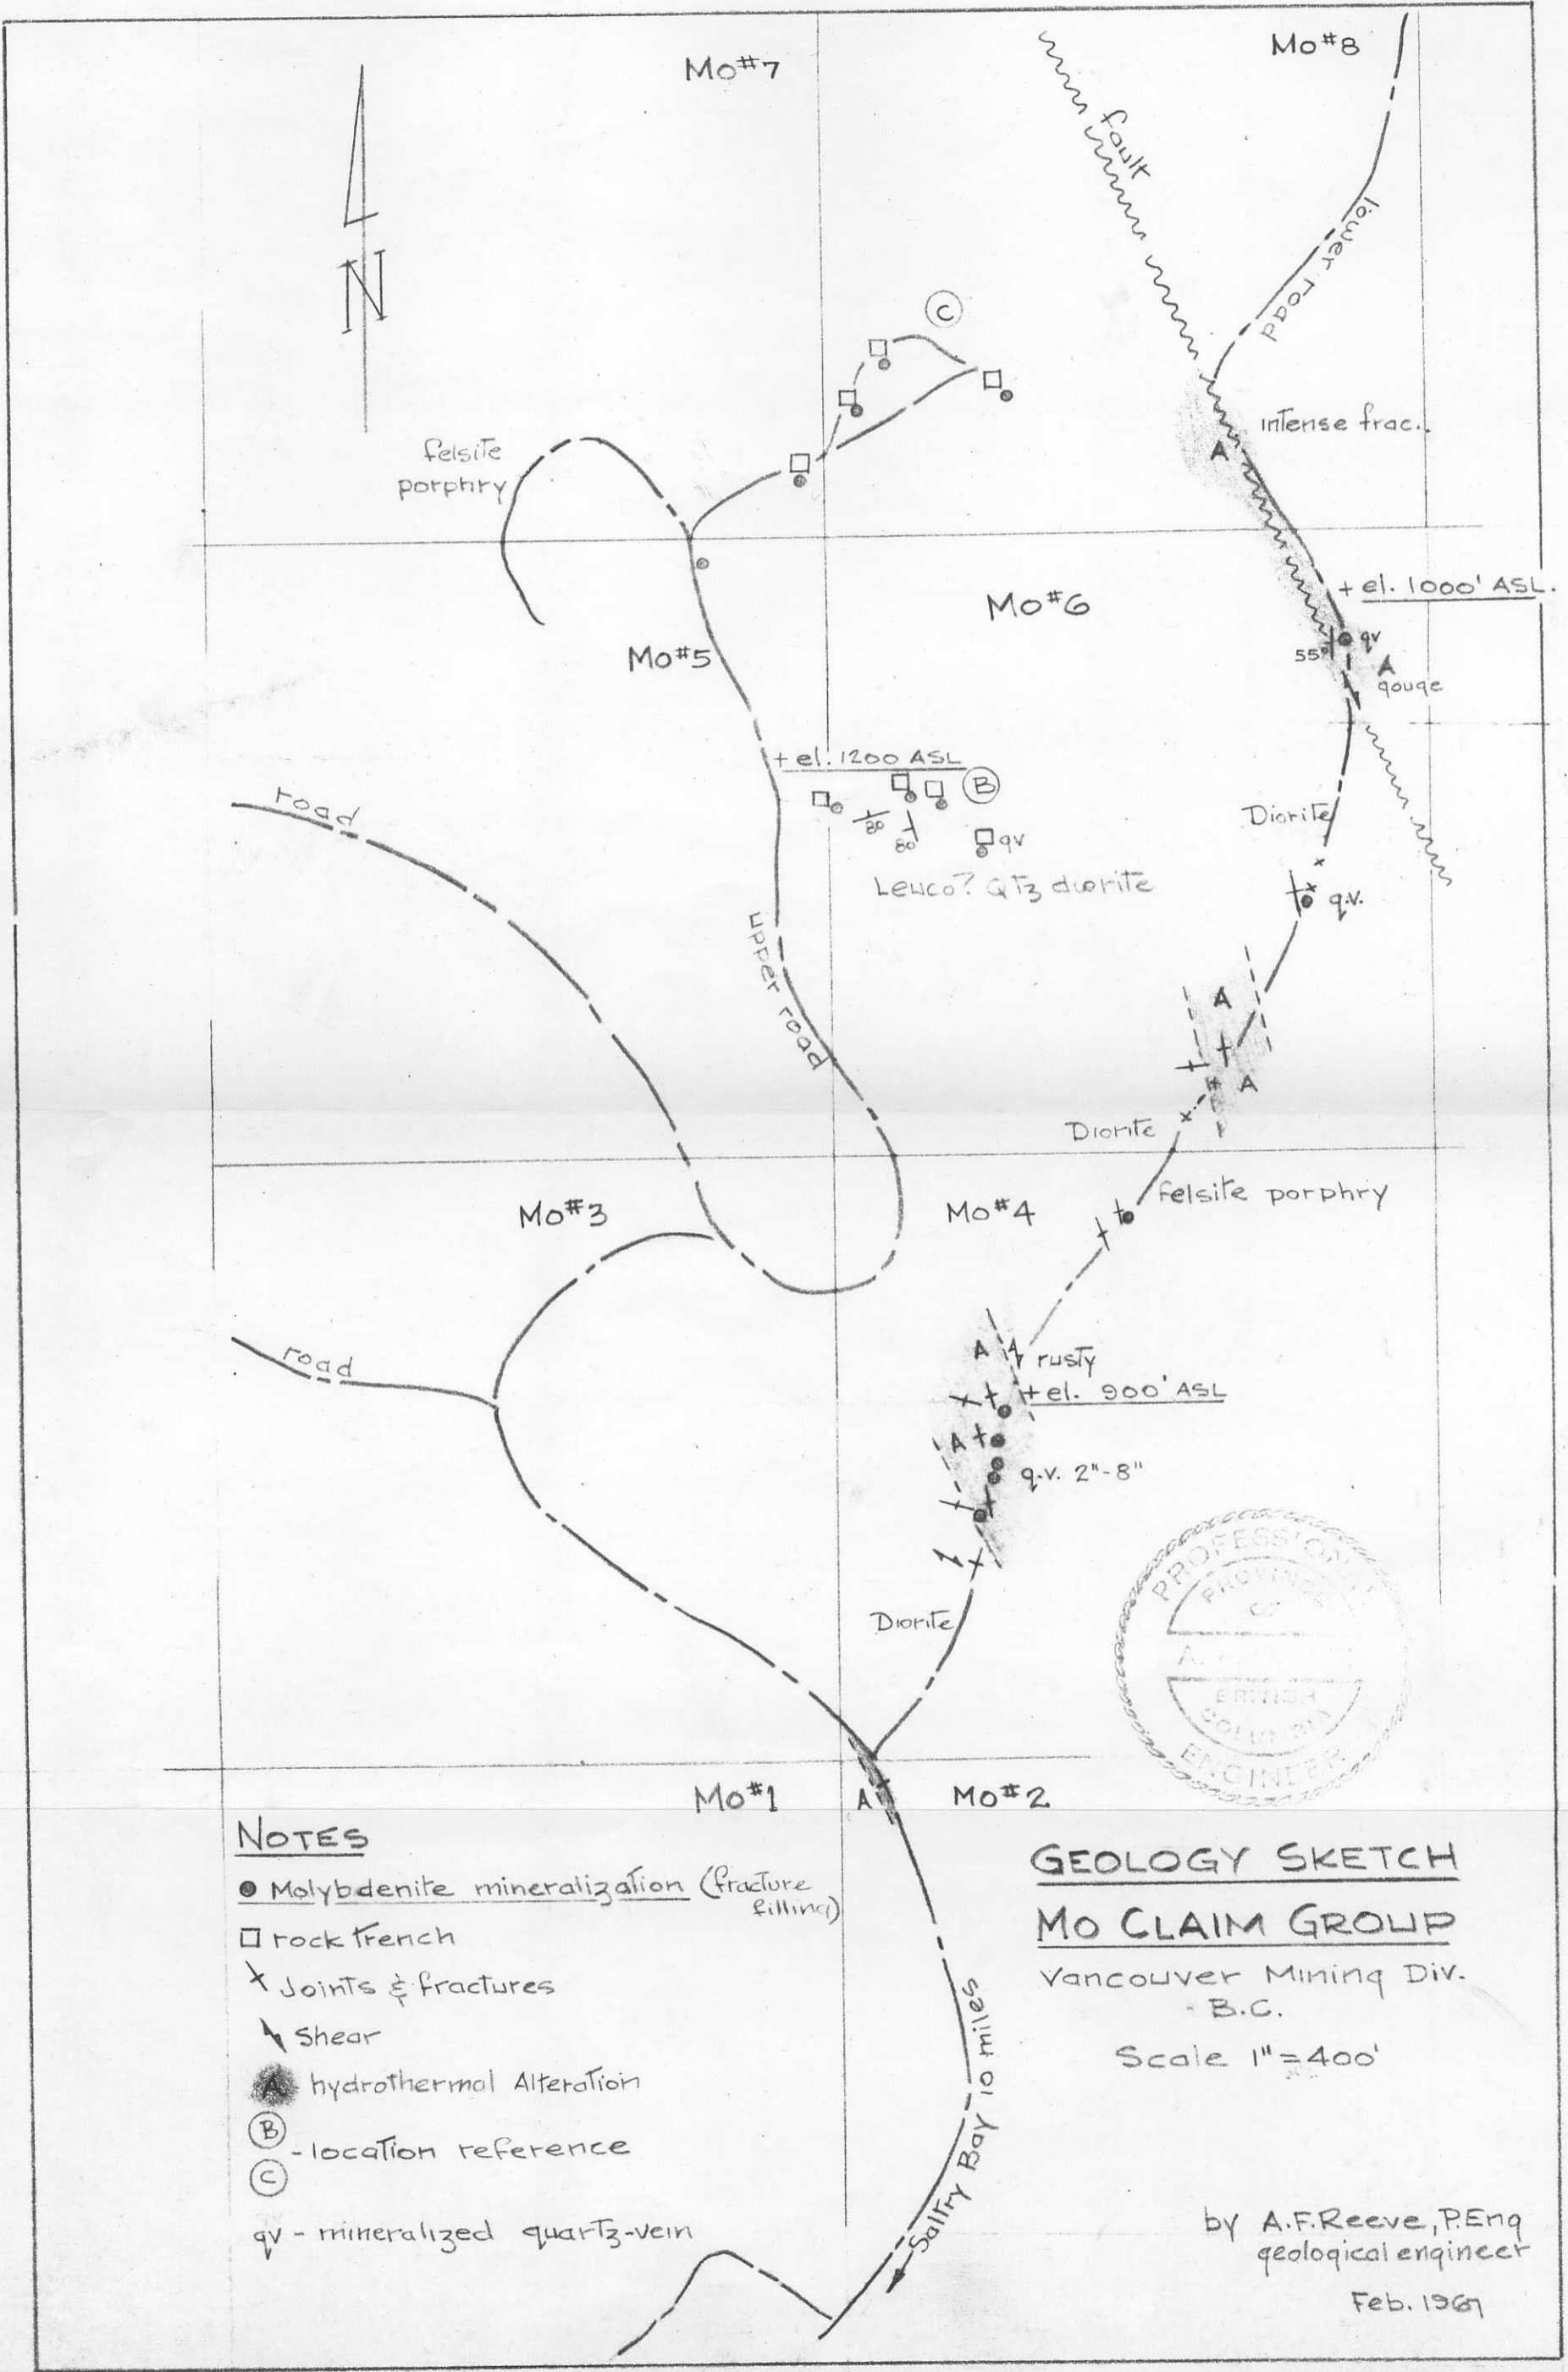 Mo#7
Mo#8
fault
lower road
N
C
felsite
porphry
intense frac.
A
+ el. 1000' ASL.
Mo#6
qv
55°
A
gouge
Mo#5
+ el. 1200 ASL
B
road
80
80
qv
Diorite
Leuco? QTz diorite
q.v.
upper road
A
A
Diorite
Mo#3
Mo#4
felsite porphry
road
A
rusty
+ el. 900' ASL
A
q.v. 2"-8"
Diorite
PROFESSIONAL
PROVINCE
OF
BRITISH
COLUMBIA
ENGINEER
Mo#1
A
Mo#2
NOTES
Molybdenite mineralization (fracture
filling)
rock trench
Joints & fractures
Shear
A hydrothermal Alteration
B
- location reference
C
qv - mineralized quartz-vein
GEOLOGY SKETCH
MO CLAIM GROUP
Vancouver Mining Div.
B.C.
Scale 1"=400'
Saltry Bay 10 miles
by A.F.Reeve, P.Eng
geological engineer
Feb. 1967